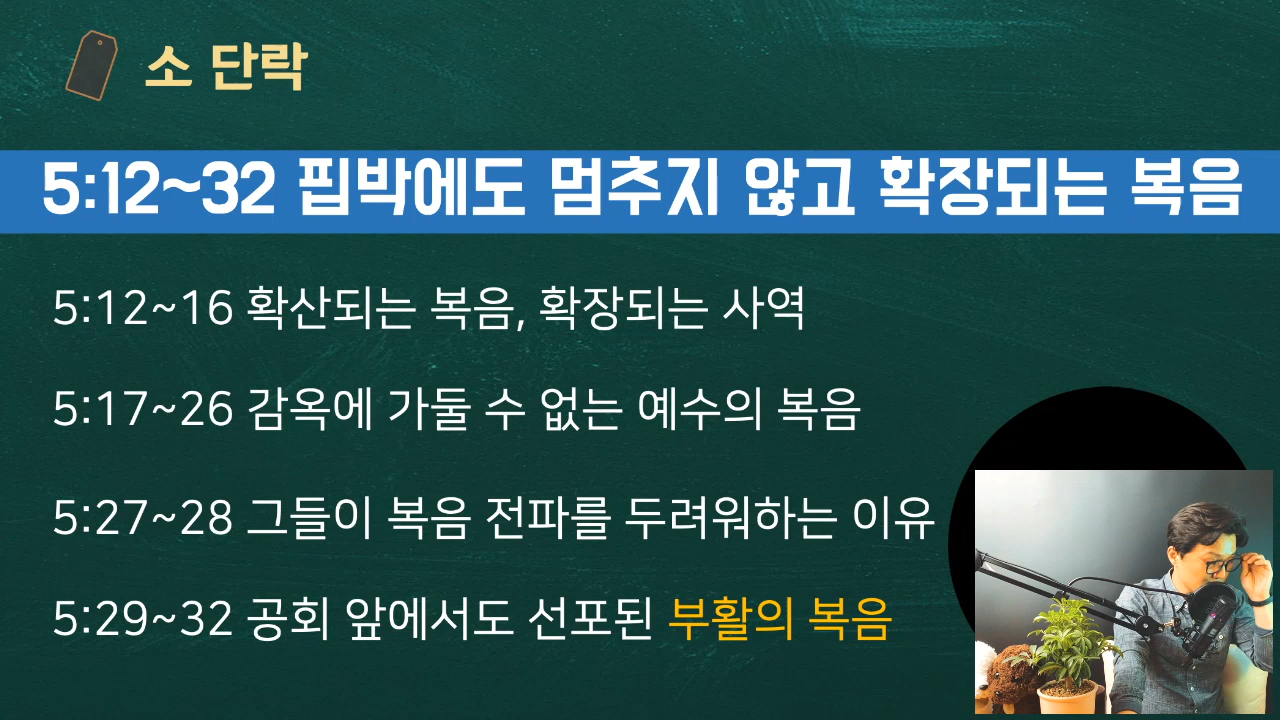 소 단락
5:12~32 핍박에도 멈추지 않고 확장되는 복음
5:12~16 확산되는 복음, 확장되는 사역
5:17~26 감옥에 가둘 수 없는 예수의 복음
5:27~28 그들이 복음 전파를 두려워하는 이유
5:29~32 공회 앞에서도 선포된 부활의 복음